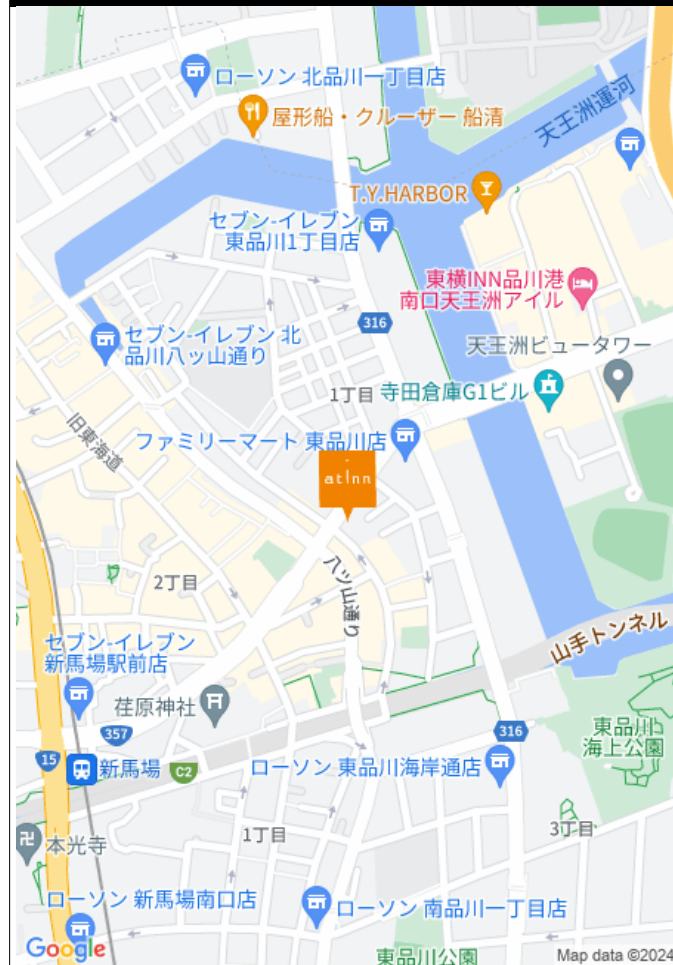 ローソン 北品川一丁目店
屋形船・クルーザー 船清
天王洲運河
T.Y.HARBOR
セブン-イレブン
東品川1丁目店
東横INN品川港
南口天王洲アイル
316
セブン-イレブン 北
品川八ツ山通り
天王洲ビュータワー
1丁目
寺田倉庫G1ビル
旧東海道
ファミリーマート 東品川店
atInn
八ツ山通り
2丁目
山手トンネル
セブン-イレブン
新馬場駅前店
荏原神社
357
316
東品川
海上公園
15
新馬場
C2
ローソン 東品川海岸通店
1丁目
3丁目
本光寺
ローソン 新馬場南口店
ローソン 南品川一丁目店
Google
東品川公園
Map data ©2024